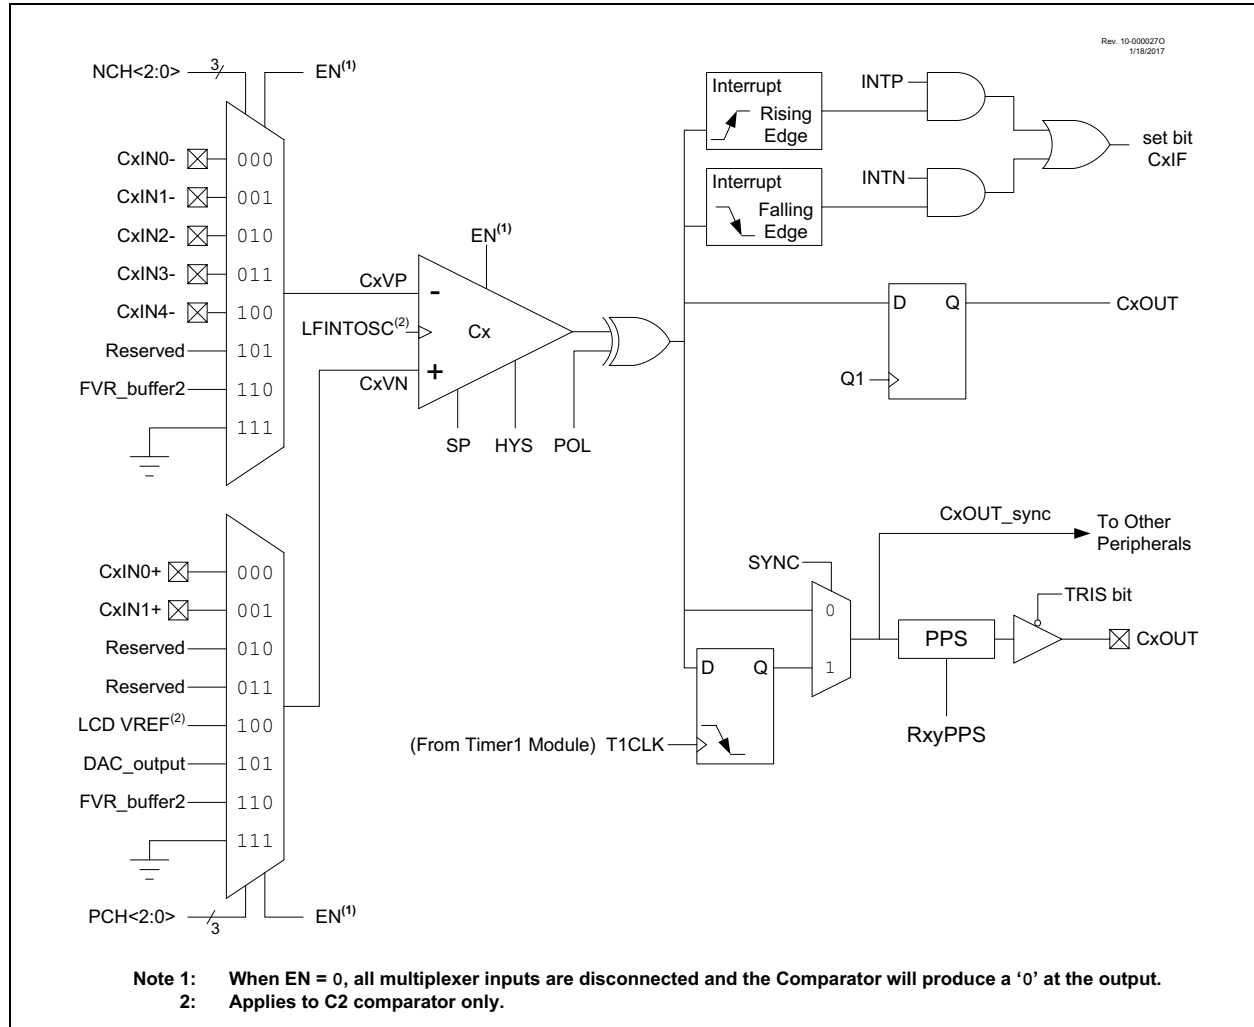 Rev. 10-000027O
1/18/2017
NCH<2:0>
3
EN(1)
CxIN0-
000
CxIN1-
001
CxIN2-
010
CxIN3-
011
CxIN4-
100
Reserved
101
FVR_buffer2
110
111
CxVP
-
EN(1)
LFINTOSC(2)
Cx
CxVN
+
SP
HYS
POL
Interrupt
Rising
Edge
INTP
Interrupt
Falling
Edge
INTN
set bit
CxIF
D
Q
CxOUT
Q1
CxIN0+
000
CxIN1+
001
Reserved
010
Reserved
011
LCD VREF(2)
100
DAC_output
101
FVR_buffer2
110
111
PCH<2:0>
3
EN(1)
CxOUT_sync
To Other
Peripherals
SYNC
0
1
TRIS bit
PPS
CxOUT
RxyPPS
D
Q
(From Timer1 Module) T1CLK
Note 1: When EN = 0, all multiplexer inputs are disconnected and the Comparator will produce a ‘0’ at the output.
2: Applies to C2 comparator only.